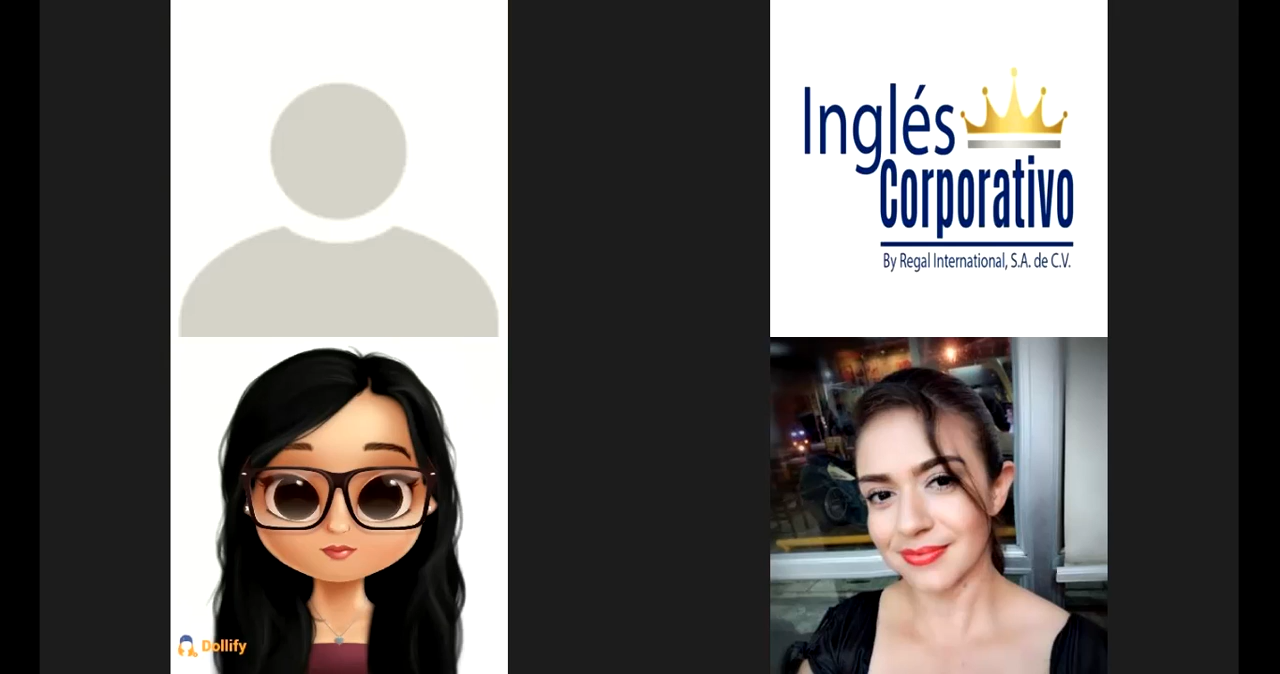 Inglés
Corporativo
By Regal International, S.A. de C.V.
Dollify